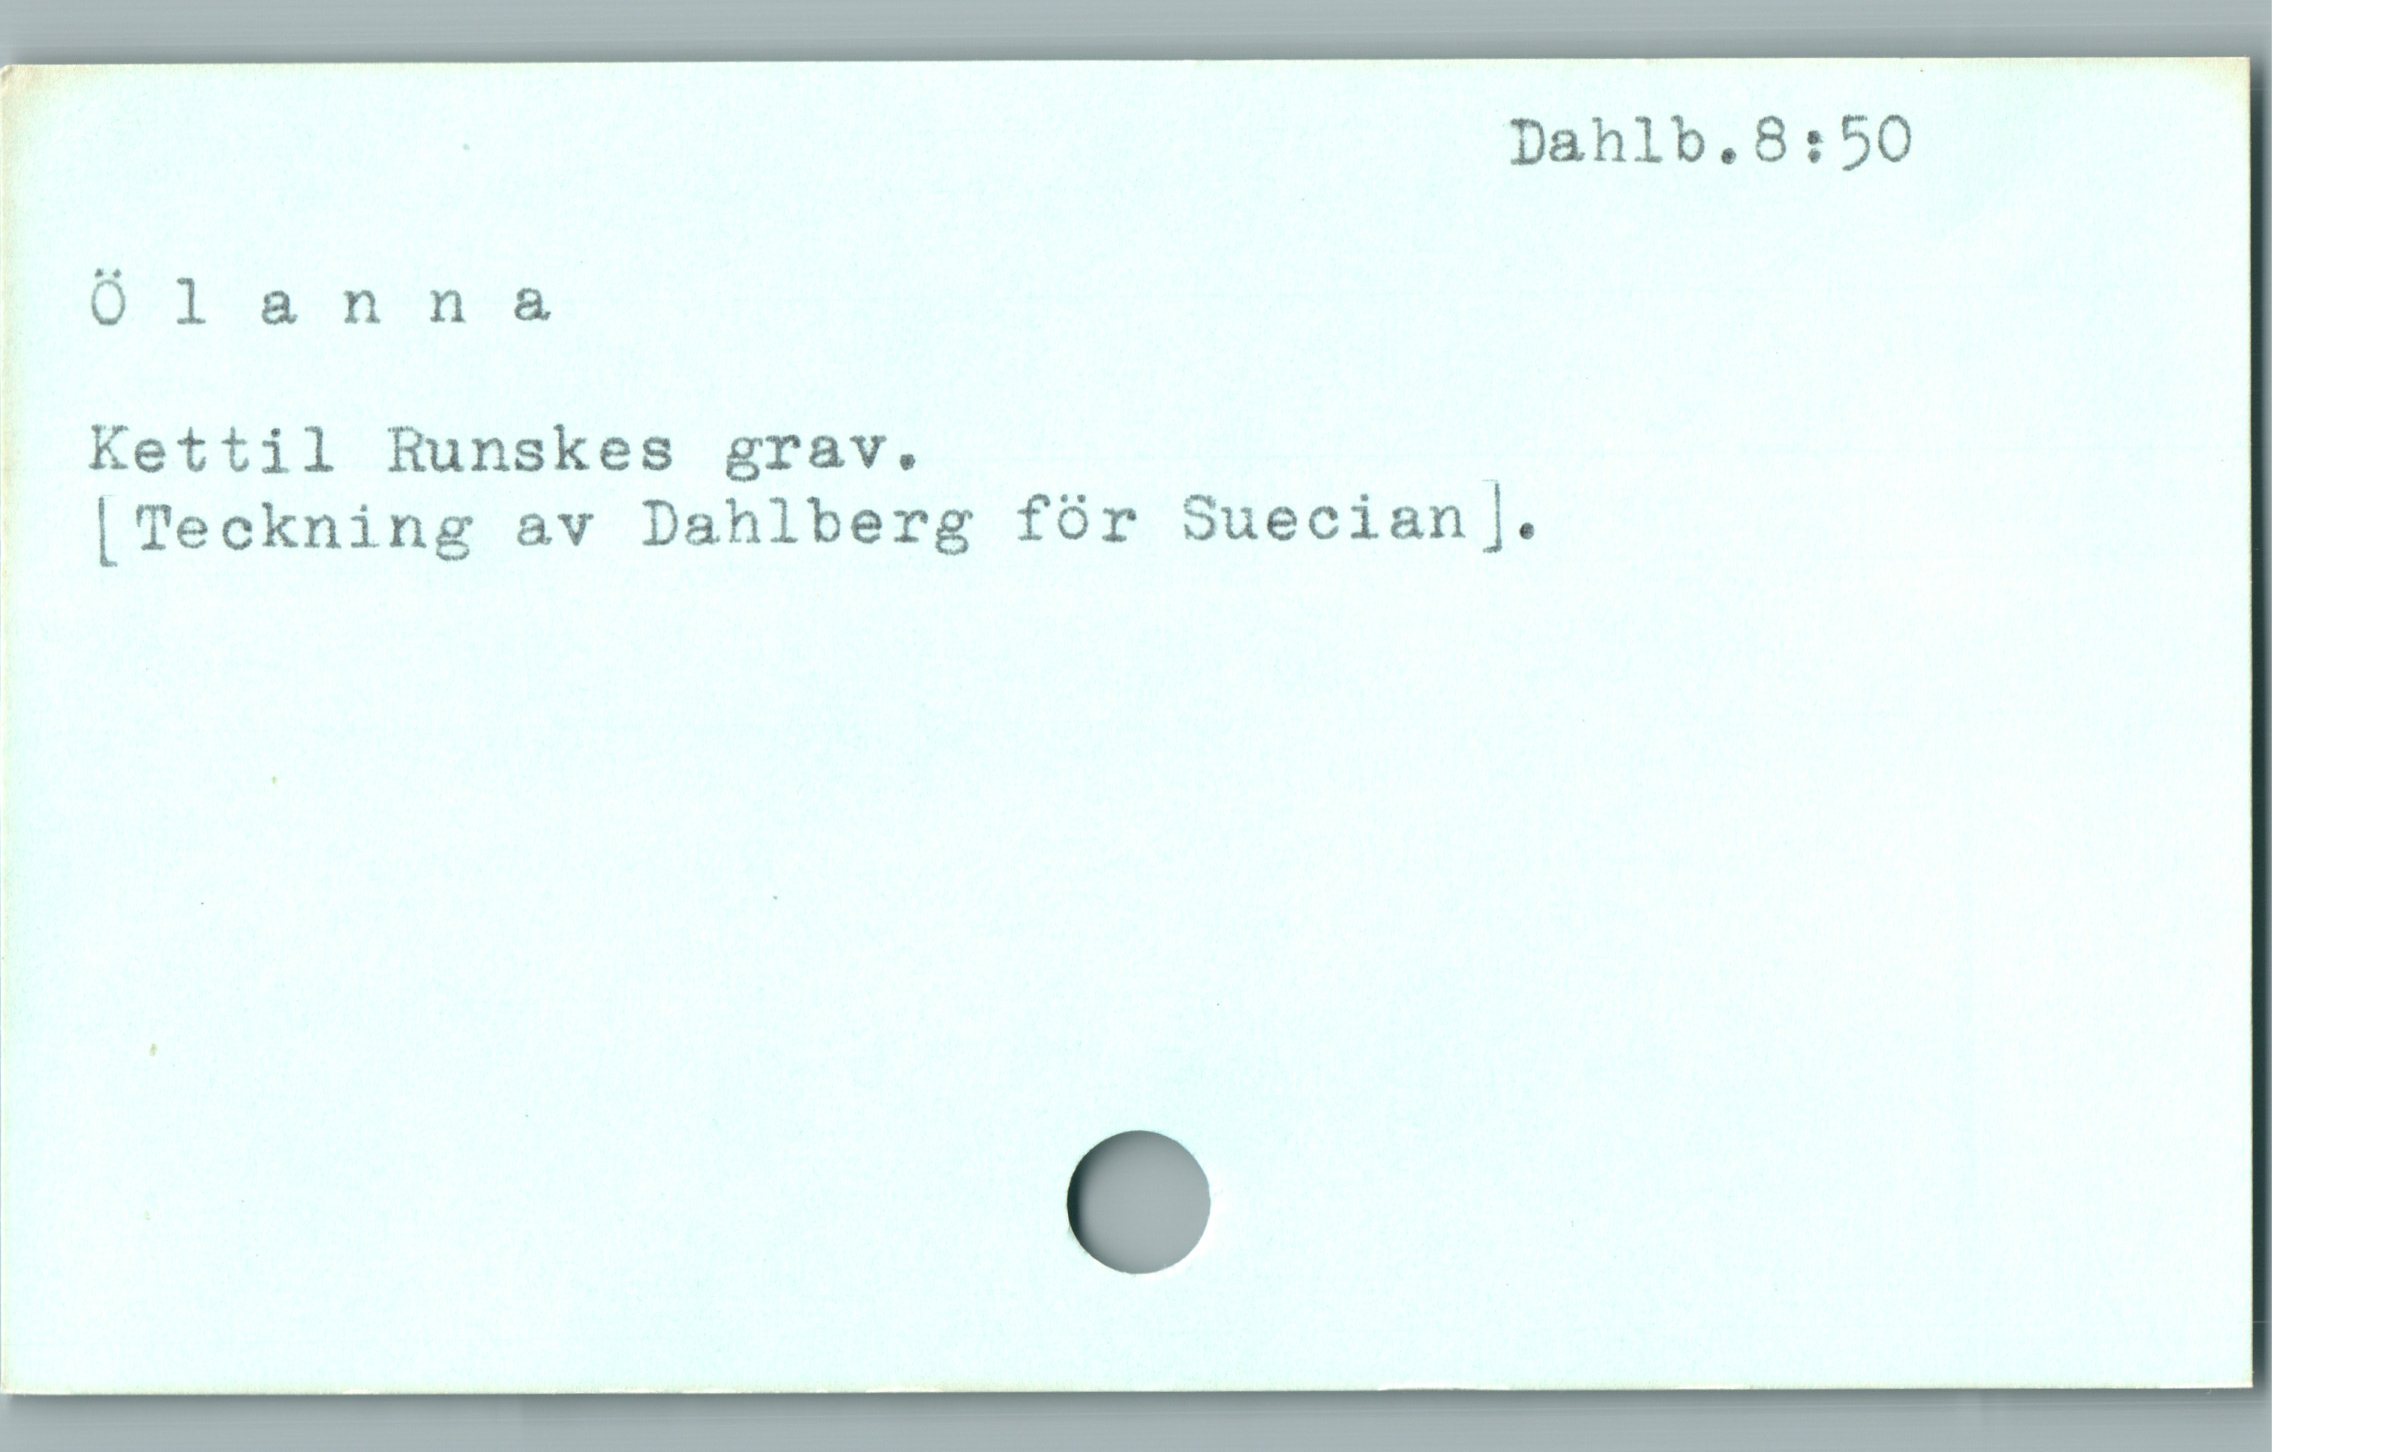 Dahlb.8:50
Ö l a n n a
Kettil Runskes grav.
[Teckning av Dahlberg för Suecian].